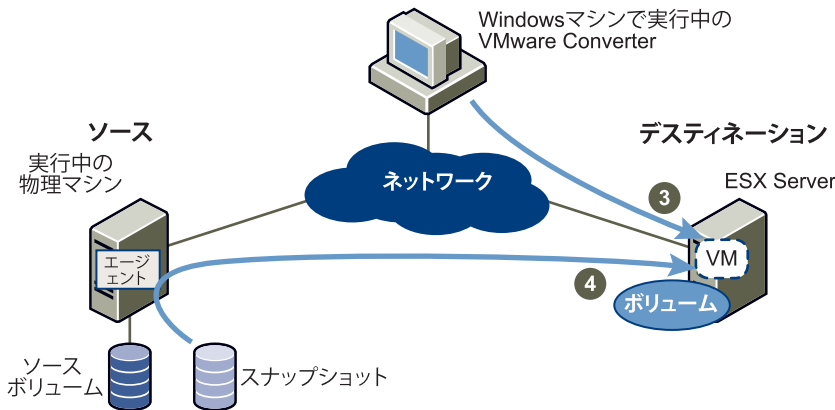 Windowsマシンで実行中の
VMware Converter
ソース
実行中の
物理マシン
デスティネーション
ESX Server
ネットワーク
3
エージ
ェント
VM
4
ボリューム
ソース
ボリューム
スナップショット